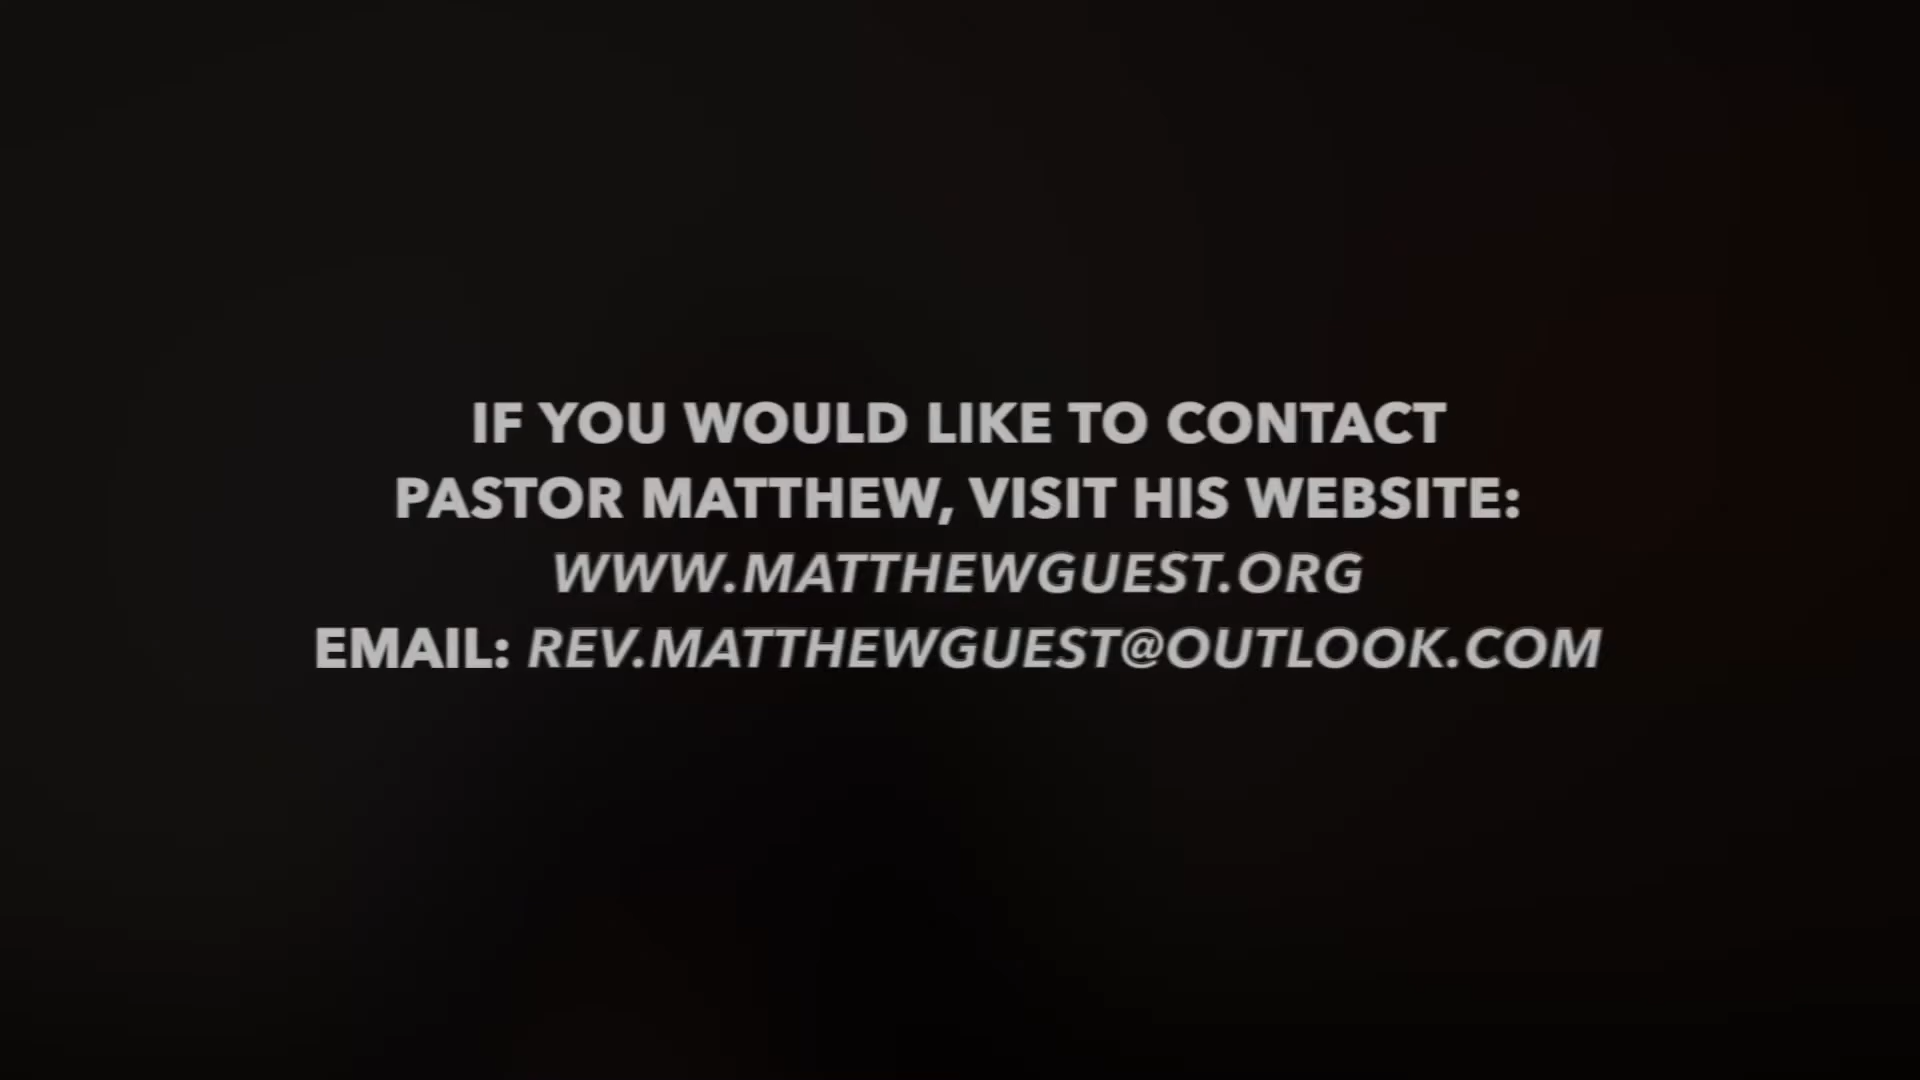 IF YOU WOULD LIKE TO CONTACT
PASTOR MATTHEW, VISIT HIS WEBSITE:
WWW.MATTHEWGUEST.ORG
EMAIL: REV.MATTHEWGUEST@OUTLOOK.COM